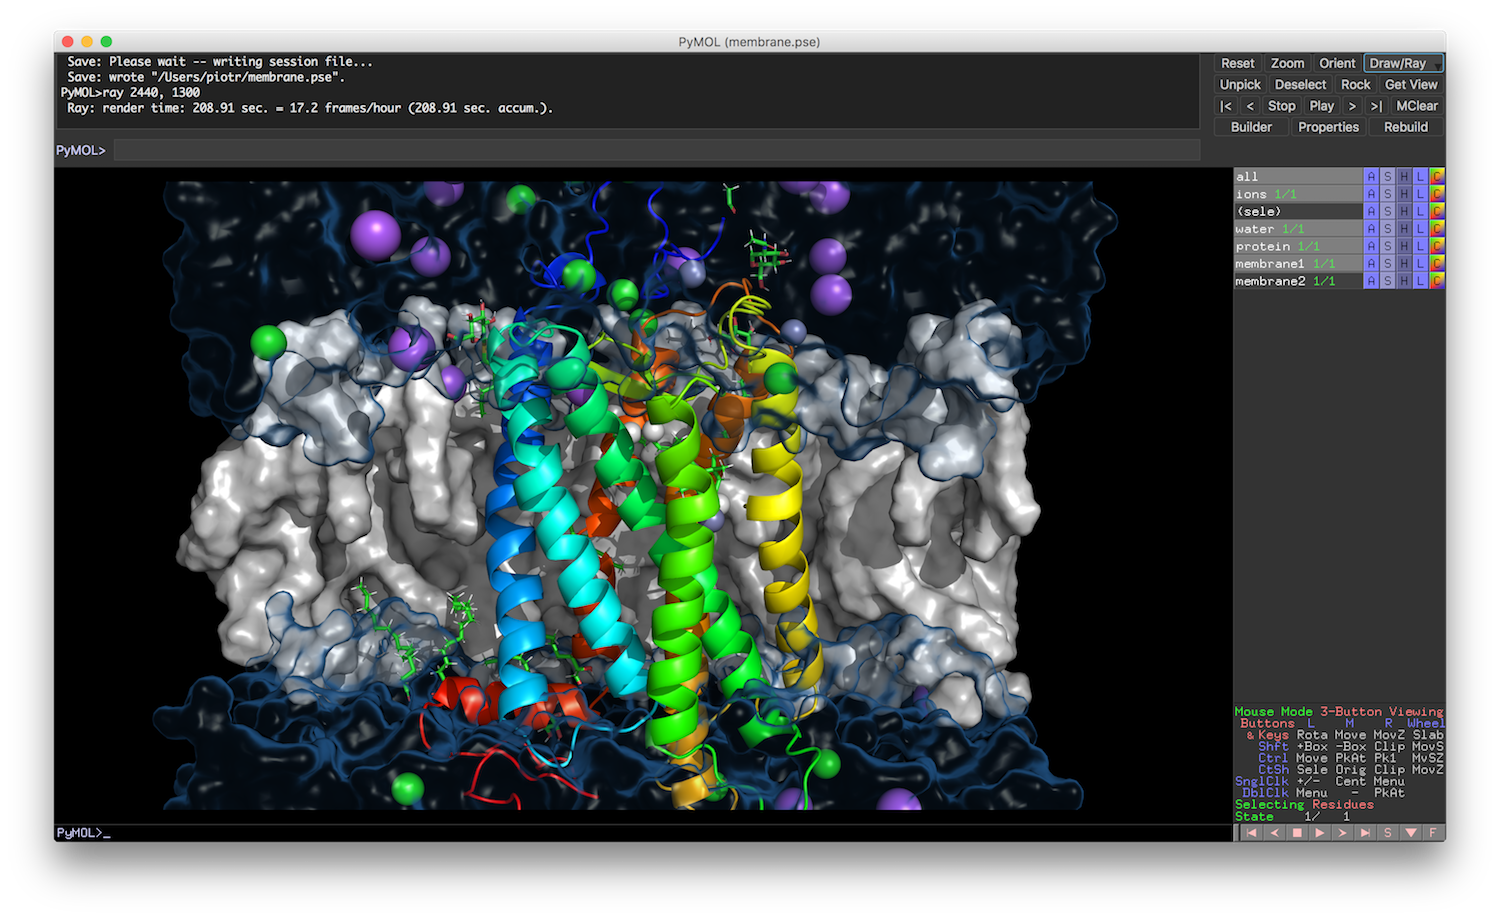 PyMOL (membrane.pse)
Save: Please wait -- writing session file...
Save: wrote "/Users/piotr/membrane.pse".
PyMOL>ray 2440, 1300
Ray: render time: 208.91 sec. = 17.2 frames/hour (208.91 sec. accum.).
PyMOL>
Reset Zoom Orient Draw/Ray
Unpick Deselect Rock Get View
|< < Stop Play > >| MClear
Builder Properties Rebuild
all A S H L C
ions 1/1 A S H L C
(sele) A S H L C
water 1/1 A S H L C
protein 1/1 A S H L C
membrane1 1/1 A S H L C
membrane2 1/1 A S H L C
Mouse Mode 3-Button Viewing
Buttons L M R Wheel
& Keys Rota Move MovZ Slab
Shft +Box -Box Clip MovS
Ctrl Move PkAt Pk1 MvSZ
CtSh Sele Orig Clip MovZ
SnglClk +/- Cent Menu
DblClk Menu - PkAt
Selecting Residues
State 1/ 1
S F
PyMOL>_